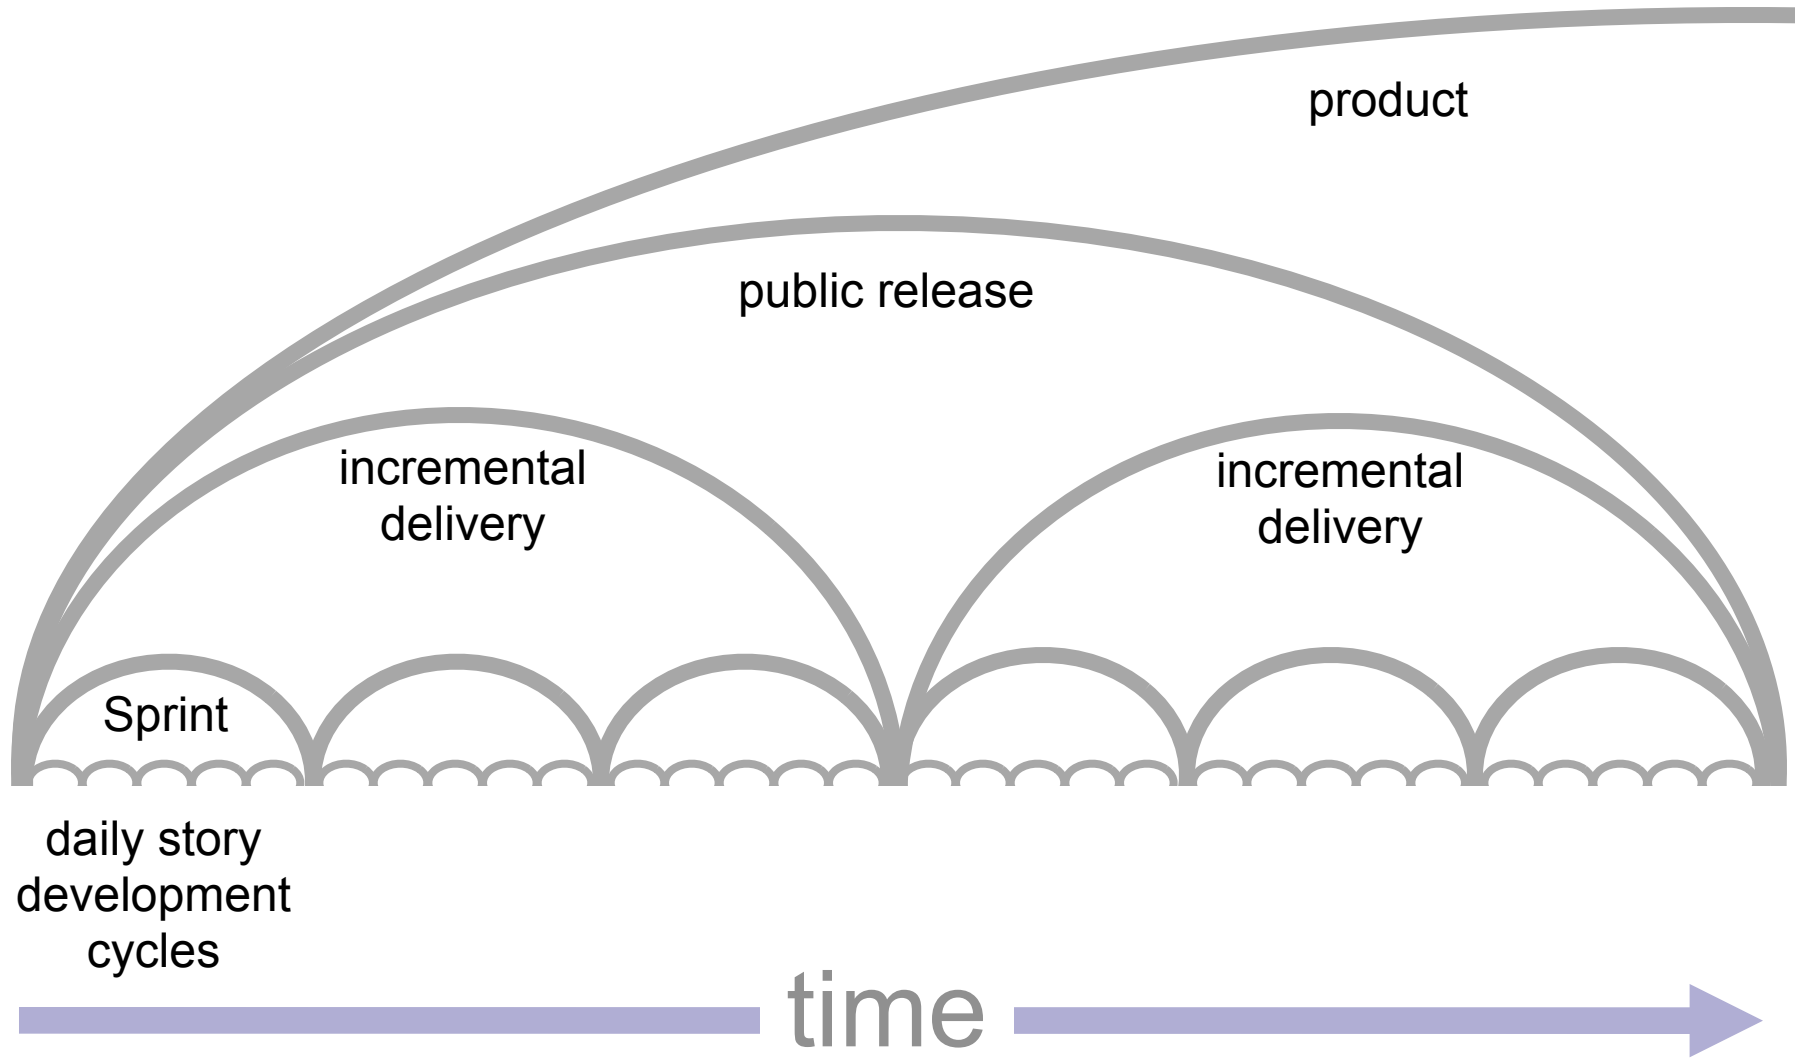 product
public release
incremental
delivery
incremental
delivery
Sprint
daily story
development
cycles
time